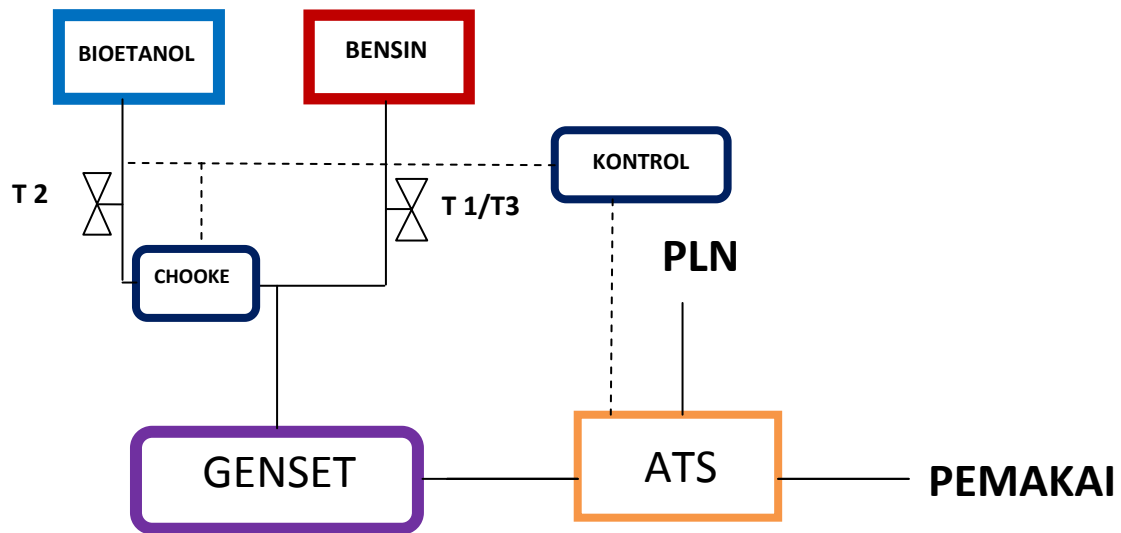 BIOETANOL
BENSIN
KONTROL
T 2
T 1/T3
PLN
CHOOKE
GENSET
ATS
PEMAKAI